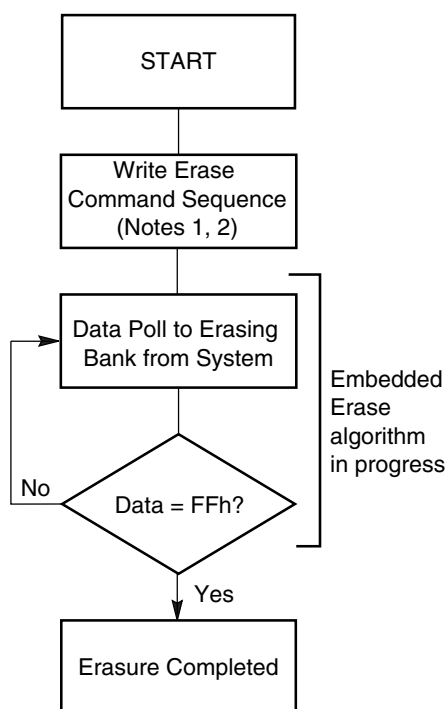 START
Write Erase
Command Sequence
(Notes 1, 2)
Data Poll to Erasing
Bank from System
Embedded
Erase
algorithm
in progress
No
Data = FFh?
Yes
Erasure Completed